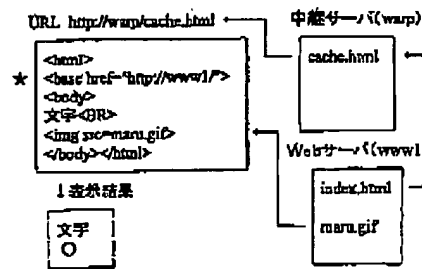 URL http://warp/cache.html
中継サーバ(warp)
cache.html
★
<html>
<base href="http://www1/">
<body>
文字<BR>
<img src=maru.gif>
</body></html>
Webサーバ(www1
index.html
maru.gif
↓表示結果
文字
○